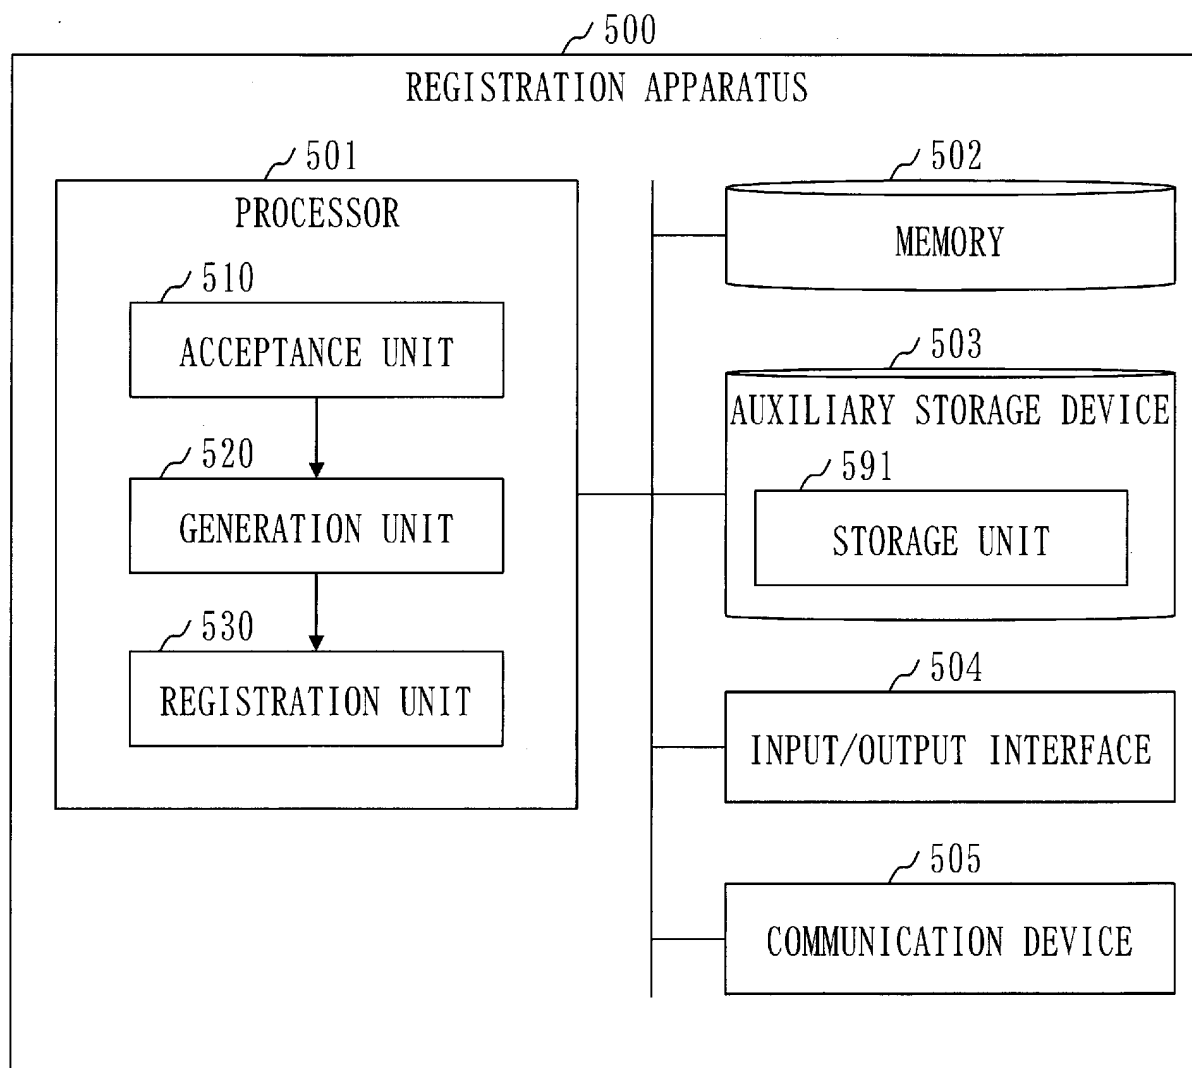 500
REGISTRATION APPARATUS
501
PROCESSOR
510
ACCEPTANCE UNIT
520
GENERATION UNIT
530
REGISTRATION UNIT
502
MEMORY
503
AUXILIARY STORAGE DEVICE
591
STORAGE UNIT
504
INPUT/OUTPUT INTERFACE
505
COMMUNICATION DEVICE